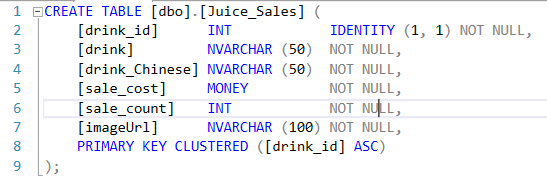 1 CREATE TABLE [dbo].[Juice_Sales] (
2 [drink_id] INT IDENTITY (1, 1) NOT NULL,
3 [drink] NVARCHAR (50) NOT NULL,
4 [drink_Chinese] NVARCHAR (50) NOT NULL,
5 [sale_cost] MONEY NOT NULL,
6 [sale_count] INT NOT NULL,
7 [imageUrl] NVARCHAR (100) NOT NULL,
8 PRIMARY KEY CLUSTERED ([drink_id] ASC)
9 );